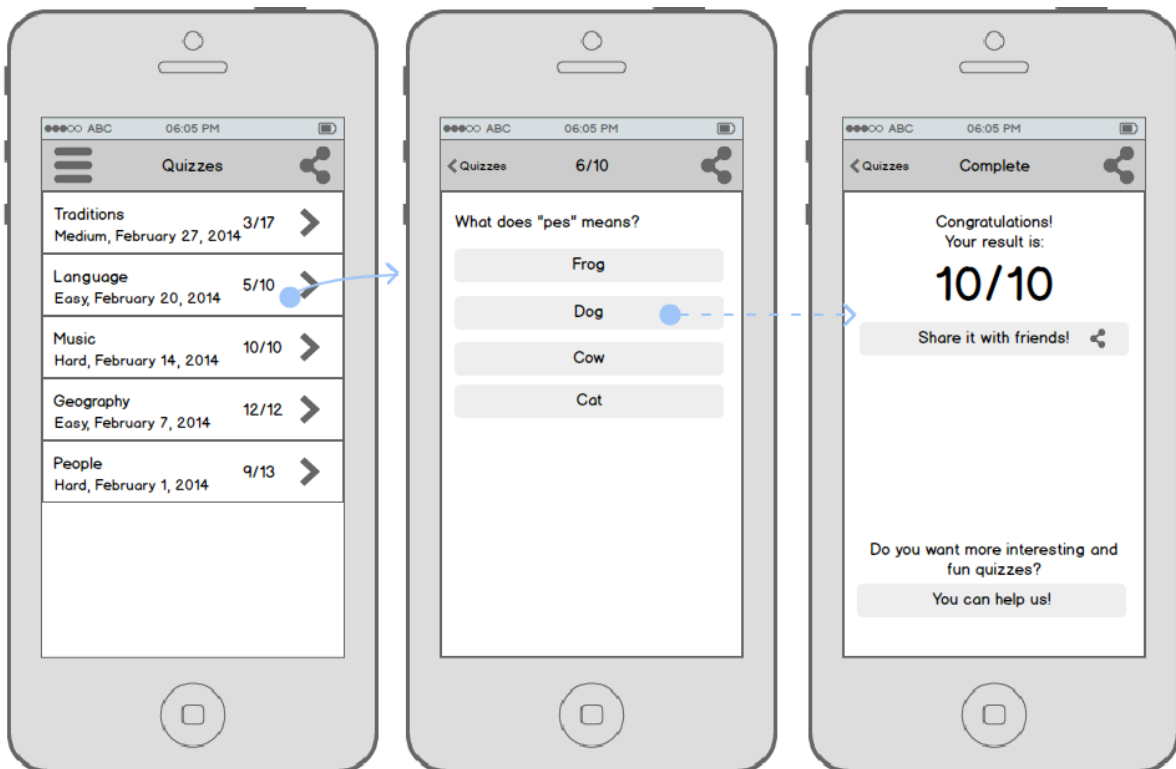 ABC 06:05 PM
Quizzes
Traditions
Medium, February 27, 2014
3/17
Language
Easy, February 20, 2014
5/10
Music
Hard, February 14, 2014
10/10
Geography
Easy, February 7, 2014
12/12
People
Hard, February 1, 2014
9/13
ABC 06:05 PM
Quizzes 6/10
What does "pes" means?
Frog
Dog
Cow
Cat
ABC 06:05 PM
Quizzes Complete
Congratulations!
Your result is:
10/10
Share it with friends!
Do you want more interesting and
fun quizzes?
You can help us!